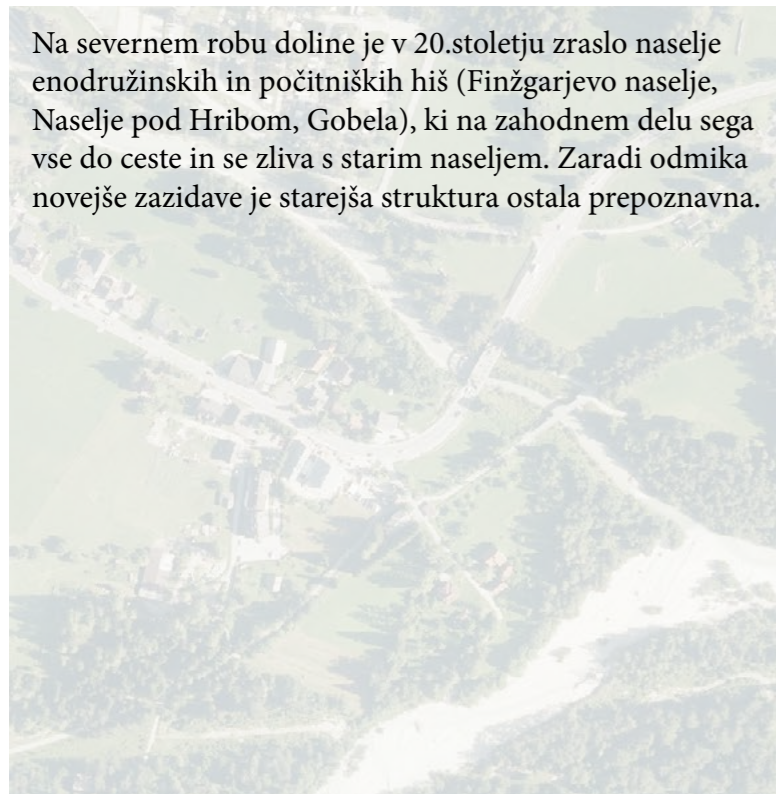 Na severnem robu doline je v 20.stoletju zraslo naselje
enodružinskih in počitniških hiš (Finžgarjevo naselje,
Naselje pod Hribom, Gobela), ki na zahodnem delu sega
vse do ceste in se zliva s starim naseljem. Zaradi odmika
novejše zazidave je starejša struktura ostala prepoznavna.